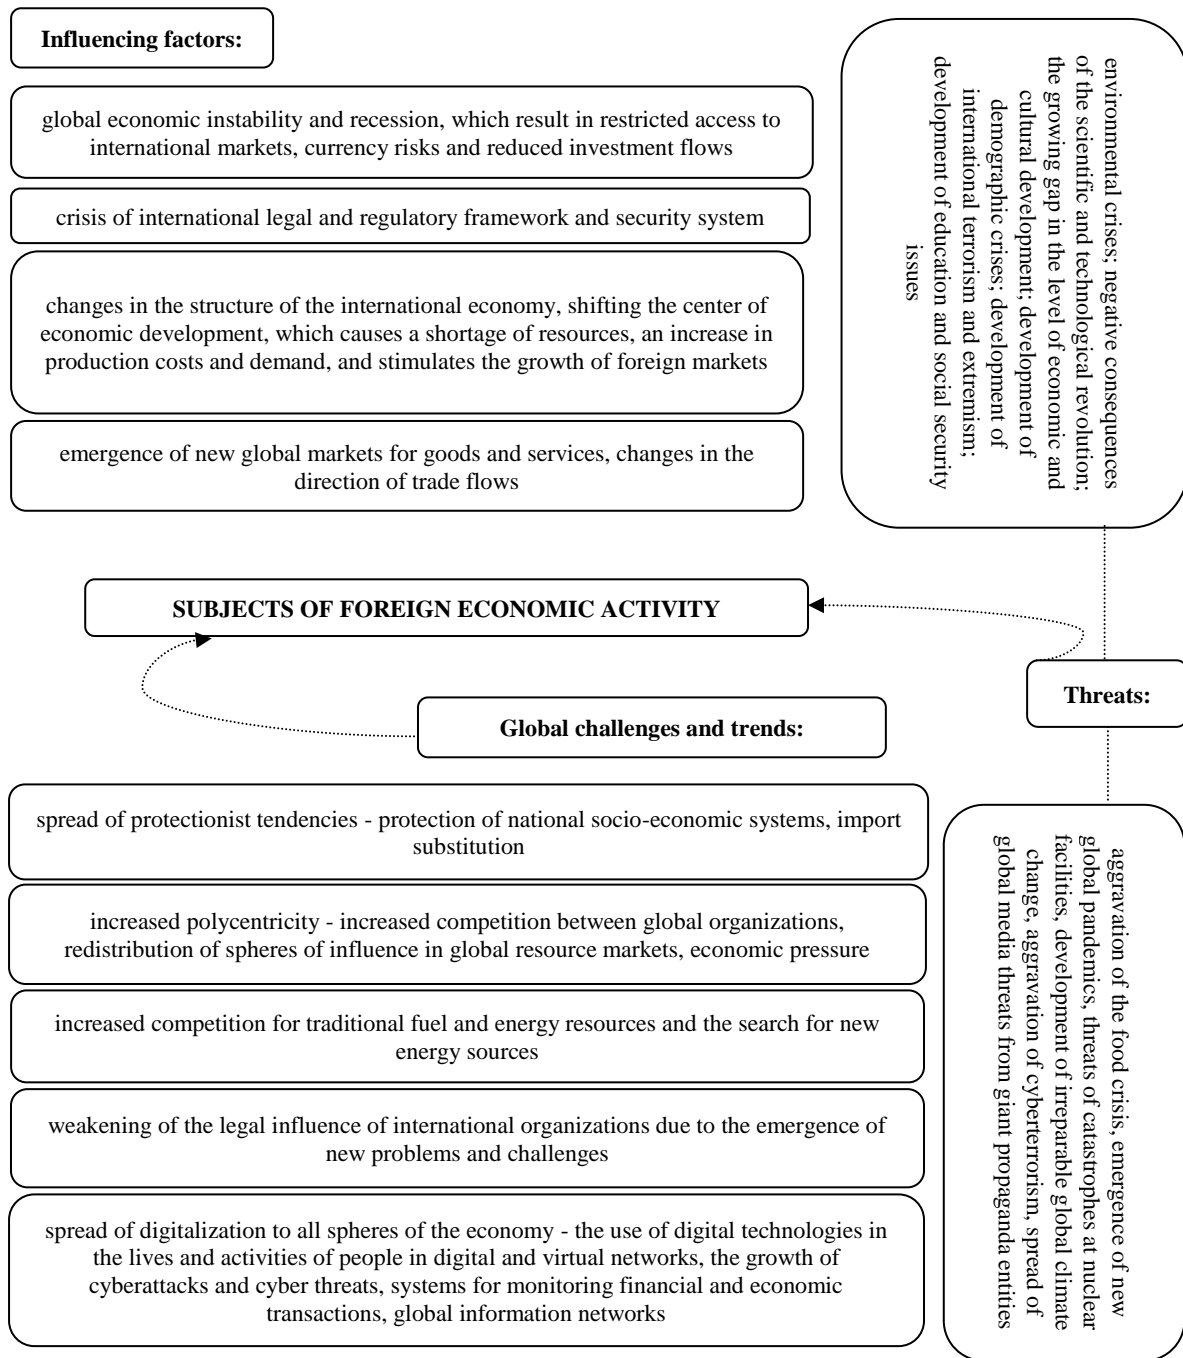 Influencing factors:
global economic instability and recession, which result in restricted access to
international markets, currency risks and reduced investment flows
crisis of international legal and regulatory framework and security system
changes in the structure of the international economy, shifting the center of
economic development, which causes a shortage of resources, an increase in
production costs and demand, and stimulates the growth of foreign markets
emergence of new global markets for goods and services, changes in the
direction of trade flows
environmental crises; negative consequences
of the scientific and technological revolution;
the growing gap in the level of economic and
cultural development; development of
demographic crises; development of
international terrorism and extremism;
development of education and social security
issues
SUBJECTS OF FOREIGN ECONOMIC ACTIVITY
Threats:
Global challenges and trends:
spread of protectionist tendencies - protection of national socio-economic systems, import
substitution
increased polycentricity - increased competition between global organizations,
redistribution of spheres of influence in global resource markets, economic pressure
increased competition for traditional fuel and energy resources and the search for new
energy sources
weakening of the legal influence of international organizations due to the emergence of
new problems and challenges
spread of digitalization to all spheres of the economy - the use of digital technologies in
the lives and activities of people in digital and virtual networks, the growth of
cyberattacks and cyber threats, systems for monitoring financial and economic
transactions, global information networks
aggravation of the food crisis, emergence of new
global pandemics, threats of catastrophes at nuclear
facilities, development of irreparable global climate
change, aggravation of cyberterrorism, spread of
global media threats from giant propaganda entities